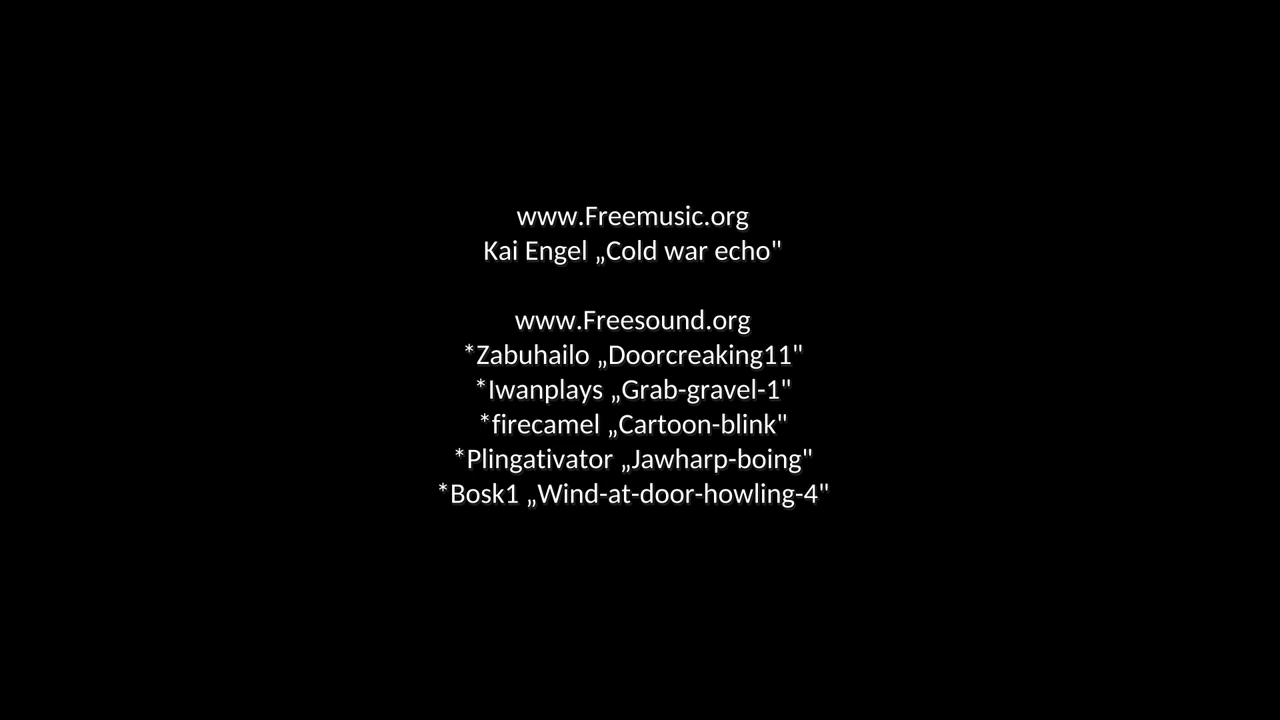 www.Freemusic.org
Kai Engel „Cold war echo"
www.Freesound.org
*Zabuhailo „Doorcreaking11"
*Iwanplays „Grab-gravel-1"
*firecamel „Cartoon-blink"
*Plingativator „Jawharp-boing"
*Bosk1 „Wind-at-door-howling-4"